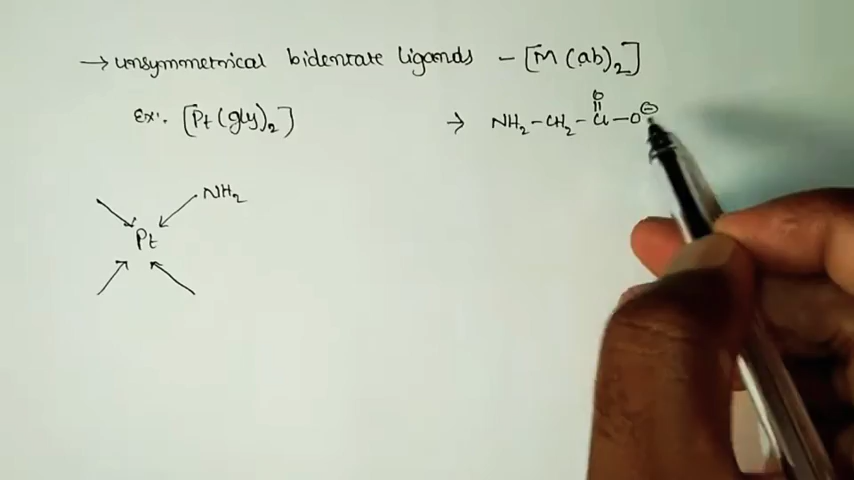 → unsymmetrical bidentate ligands – [M(ab)₂]
Ex:. [Pt(gly)₂] → NH₂–CH₂–C(=O)–O⊖
NH₂
Pt